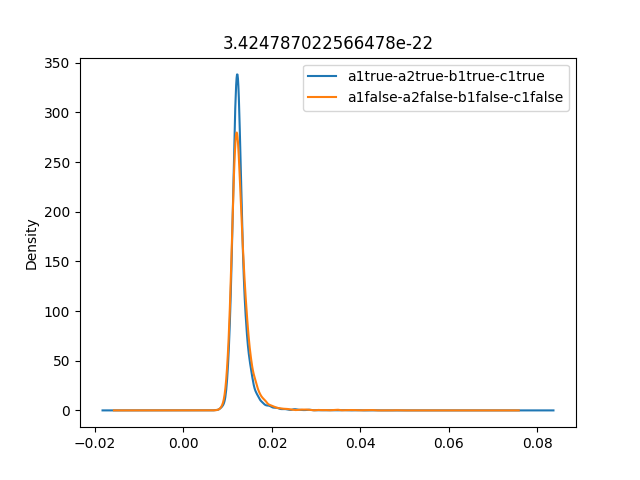 3.424787022566478e-22
a1true-a2true-b1true-c1true
a1false-a2false-b1false-c1false
Density
350
300
250
200
150
100
50
0
−0.02 0.00 0.02 0.04 0.06 0.08